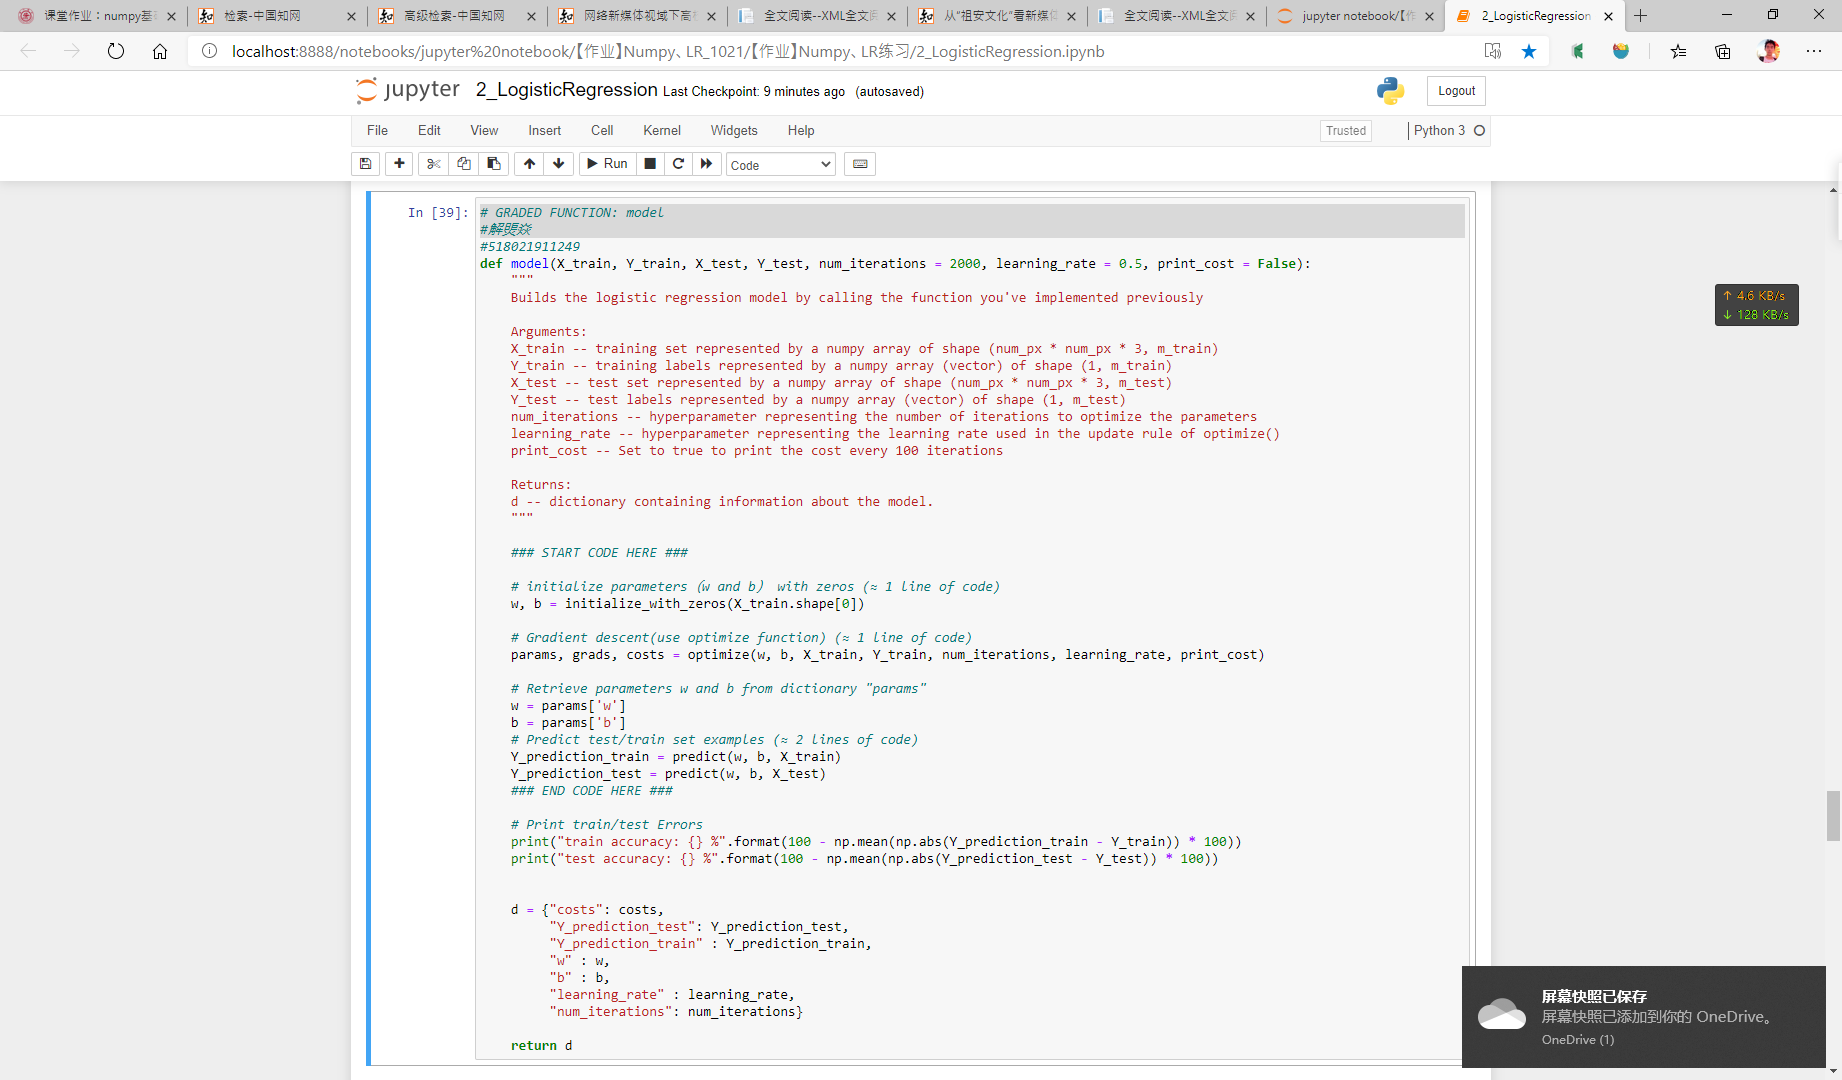 课堂作业：numpy基
检索-中国知网
高级检索-中国知网
网络新媒体视域下高
全文阅读--XML全文阅
从“祖安文化”看新媒体
全文阅读--XML全文阅
jupyter notebook/【作
2_LogisticRegression
localhost:8888/notebooks/jupyter%20notebook/【作业】Numpy、LR_1021/【作业】Numpy、LR练习/2_LogisticRegression.ipynb
jupyter 2_LogisticRegression Last Checkpoint: 9 minutes ago (autosaved)
Logout
File Edit View Insert Cell Kernel Widgets Help
Trusted
Python 3
Run
Code
In [39]:
# GRADED FUNCTION: model
#518021911249
def model(X_train, Y_train, X_test, Y_test, num_iterations = 2000, learning_rate = 0.5, print_cost = False):
"""
Builds the logistic regression model by calling the function you've implemented previously
Arguments:
X_train -- training set represented by a numpy array of shape (num_px * num_px * 3, m_train)
Y_train -- training labels represented by a numpy array (vector) of shape (1, m_train)
X_test -- test set represented by a numpy array of shape (num_px * num_px * 3, m_test)
Y_test -- test labels represented by a numpy array (vector) of shape (1, m_test)
num_iterations -- hyperparameter representing the number of iterations to optimize the parameters
learning_rate -- hyperparameter representing the learning rate used in the update rule of optimize()
print_cost -- Set to true to print the cost every 100 iterations
Returns:
d -- dictionary containing information about the model.
"""
### START CODE HERE ###
# initialize parameters（w and b） with zeros (≈ 1 line of code)
w, b = initialize_with_zeros(X_train.shape[0])
# Gradient descent(use optimize function) (≈ 1 line of code)
params, grads, costs = optimize(w, b, X_train, Y_train, num_iterations, learning_rate, print_cost)
# Retrieve parameters w and b from dictionary "params"
w = params['w']
b = params['b']
# Predict test/train set examples (≈ 2 lines of code)
Y_prediction_train = predict(w, b, X_train)
Y_prediction_test = predict(w, b, X_test)
### END CODE HERE ###
# Print train/test Errors
print("train accuracy: {} %".format(100 - np.mean(np.abs(Y_prediction_train - Y_train)) * 100))
print("test accuracy: {} %".format(100 - np.mean(np.abs(Y_prediction_test - Y_test)) * 100))
d = {"costs": costs,
"Y_prediction_test": Y_prediction_test,
"Y_prediction_train" : Y_prediction_train,
"w" : w,
"b" : b,
"learning_rate" : learning_rate,
"num_iterations": num_iterations}
return d
↑ 4.6 KB/s
↓ 128 KB/s
屏幕快照已保存
屏幕快照已添加到你的 OneDrive。
OneDrive (1)